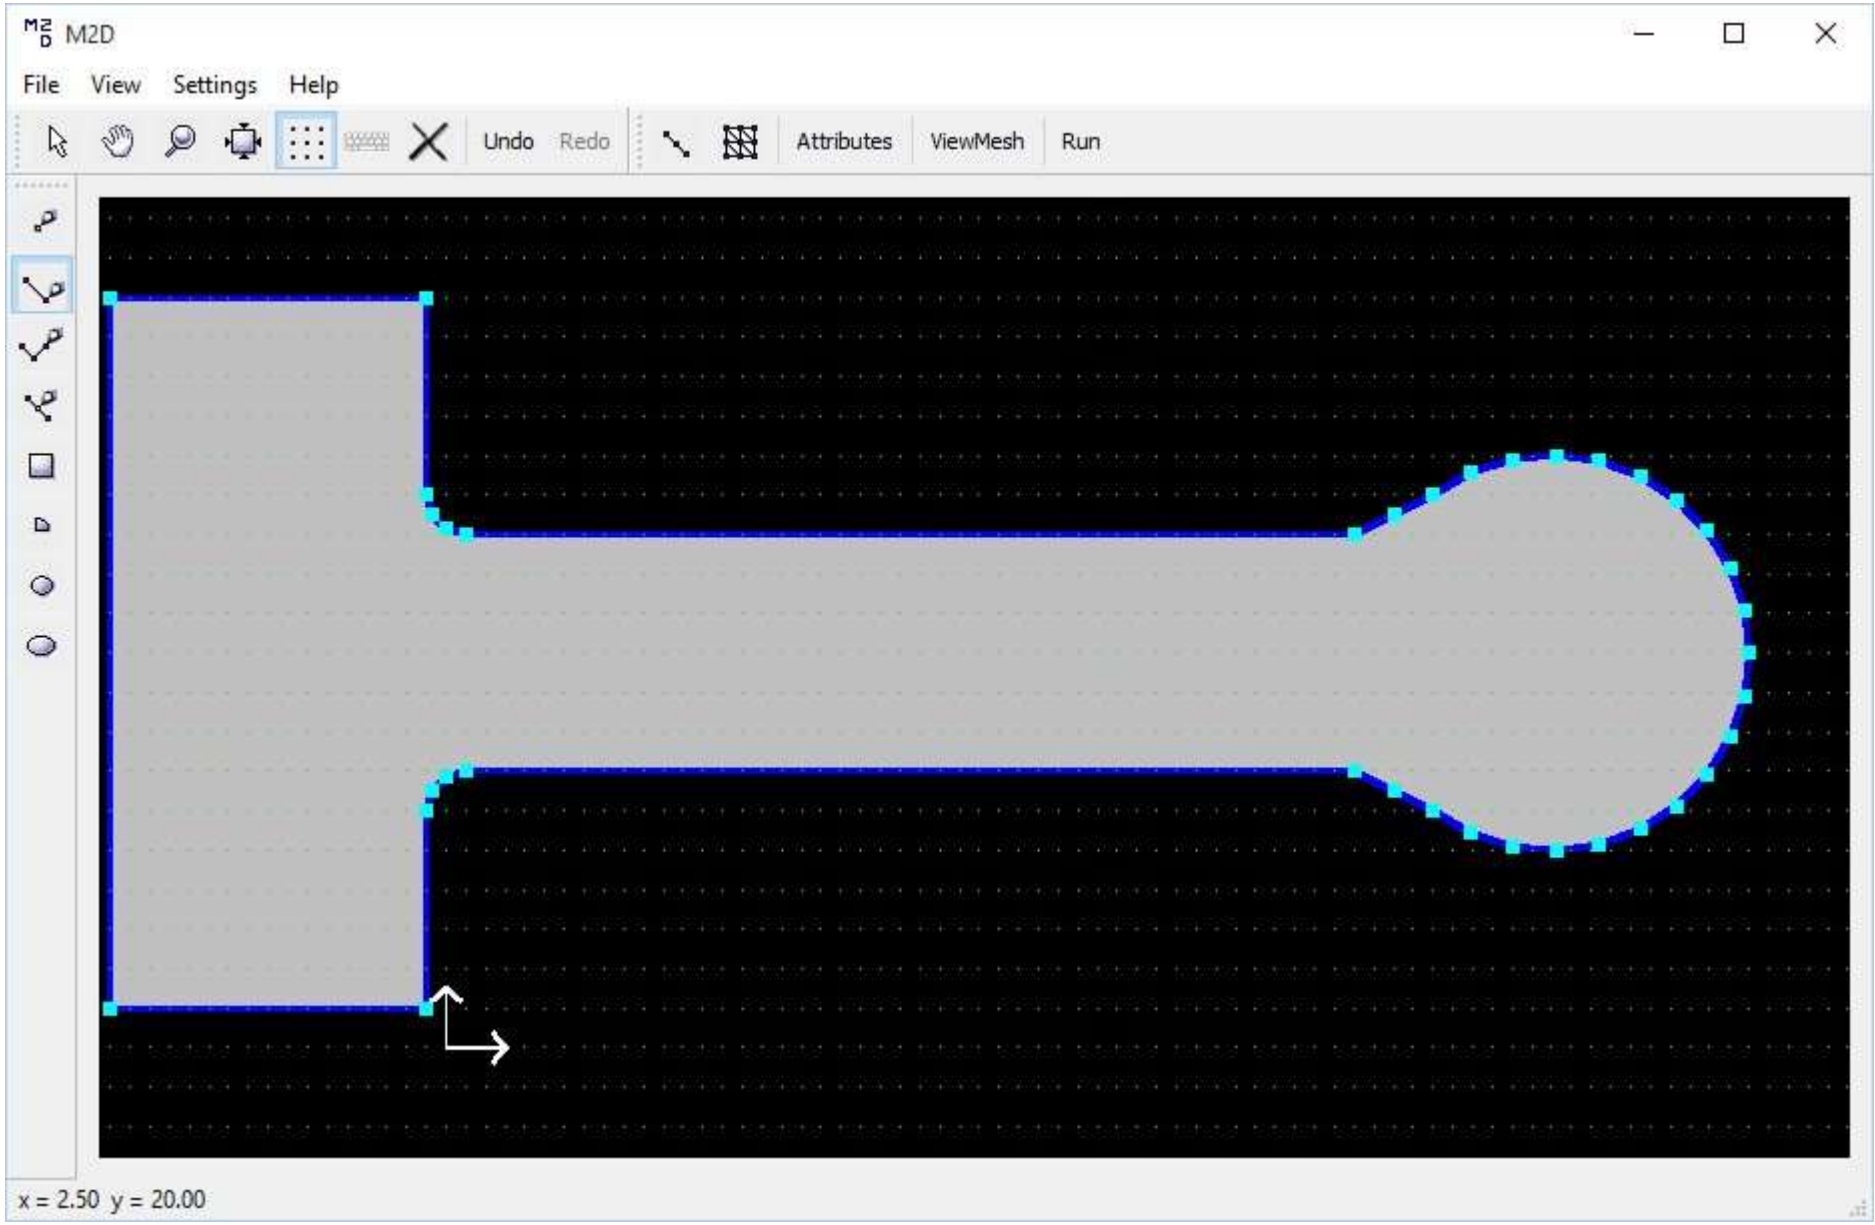 M2D M2D
File View Settings Help
Undo Redo Attributes ViewMesh Run
x = 2.50 y = 20.00